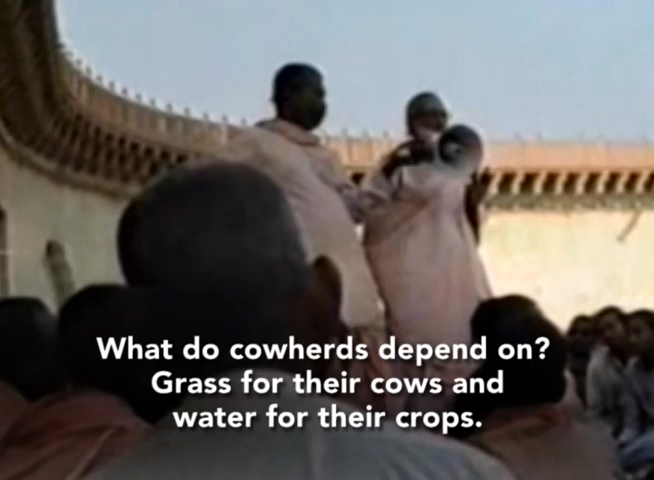 What do cowherds depend on?
Grass for their cows and
water for their crops.